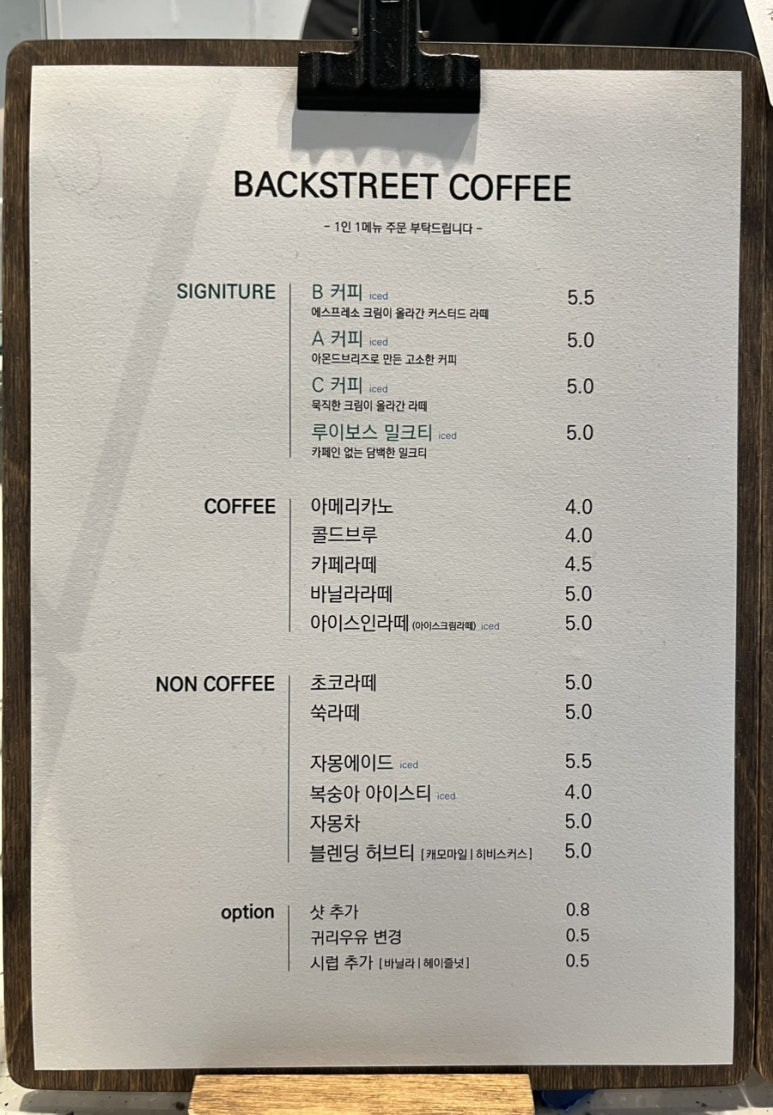 BACKSTREET COFFEE
- 1인 1메뉴 주문 부탁드립니다 -
SIGNITURE
B 커피 iced 5.5
에스프레소 크림이 올라간 커스터드 라떼
A 커피 iced 5.0
아몬드브리즈로 만든 고소한 커피
C 커피 iced 5.0
묵직한 크림이 올라간 라떼
루이보스 밀크티 iced 5.0
카페인 없는 담백한 밀크티
COFFEE
아메리카노 4.0
콜드브루 4.0
카페라떼 4.5
바닐라라떼 5.0
아이스인라떼 (아이스크림라떼) iced 5.0
NON COFFEE
초코라떼 5.0
쑥라떼 5.0
자몽에이드 iced 5.5
복숭아 아이스티 iced 4.0
자몽차 5.0
블렌딩 허브티 [ 캐모마일 | 히비스커스 ] 5.0
option
샷 추가 0.8
귀리우유 변경 0.5
시럽 추가 [ 바닐라 | 헤이즐넛 ] 0.5